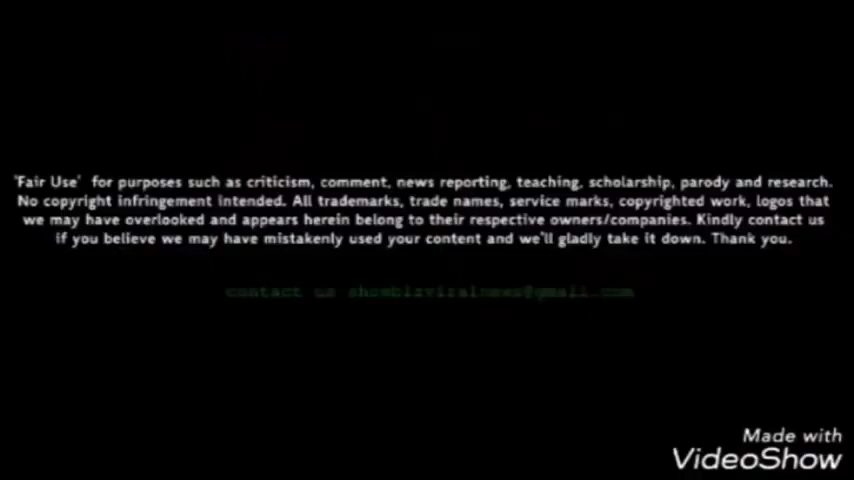 'Fair Use' for purposes such as criticism, comment, news reporting, teaching, scholarship, parody and research.
No copyright infringement intended. All trademarks, trade names, service marks, copyrighted work, logos that
we may have overlooked and appears herein belong to their respective owners/companies. Kindly contact us
if you believe we may have mistakenly used your content and we'll gladly take it down. Thank you.
contact us showbizviralnews@gmail.com
Made with
VideoShow